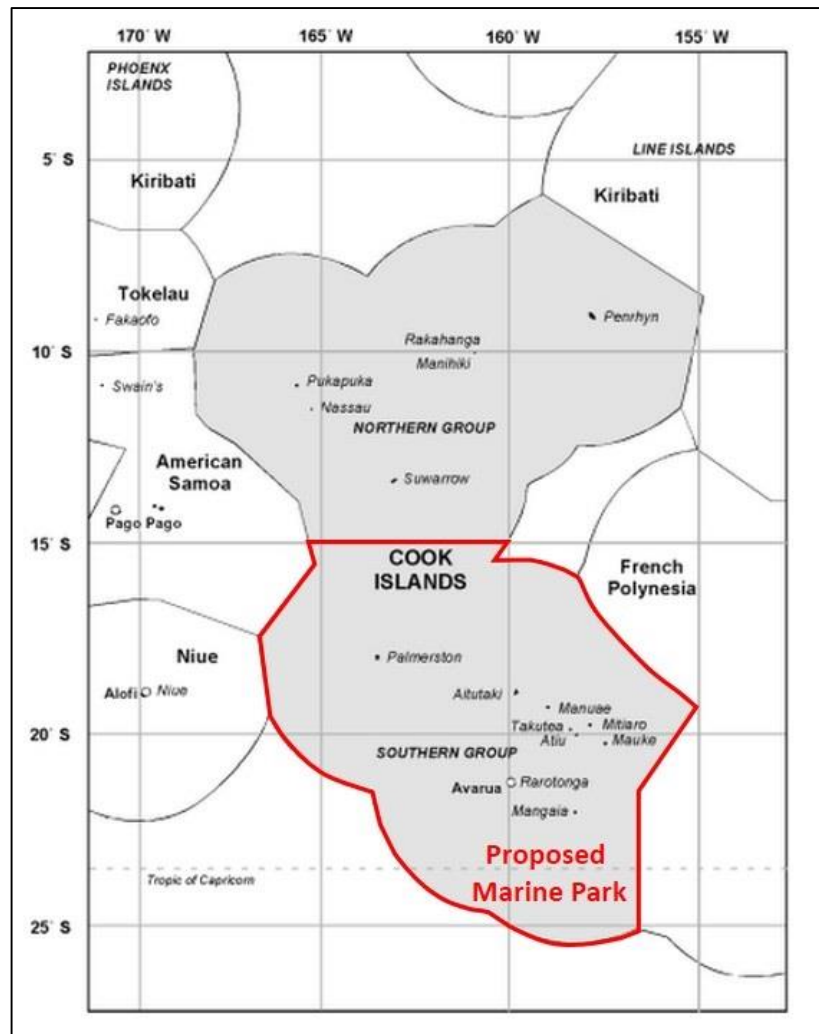 170° W 165° W 160° W 155° W
PHOENX
ISLANDS
5° S
LINE ISLANDS
Kiribati
Kiribati
Tokelau
Fakaofo
Penrhyn
Rakahanga
10° S
Manihiki
Swain's
Pukapuka
Nassau
NORTHERN GROUP
American
Samoa
Suwarrow
Pago Pago
15° S
COOK
ISLANDS
French
Polynesia
Niue
Palmerston
Alofi
Niue
Aitutaki
Manuae
Takutea
Mitiaro
20° S
Atiu
Mauke
SOUTHERN GROUP
Avarua
Rarotonga
Mangaia
Proposed
Marine Park
Tropic of Capricorn
25° S